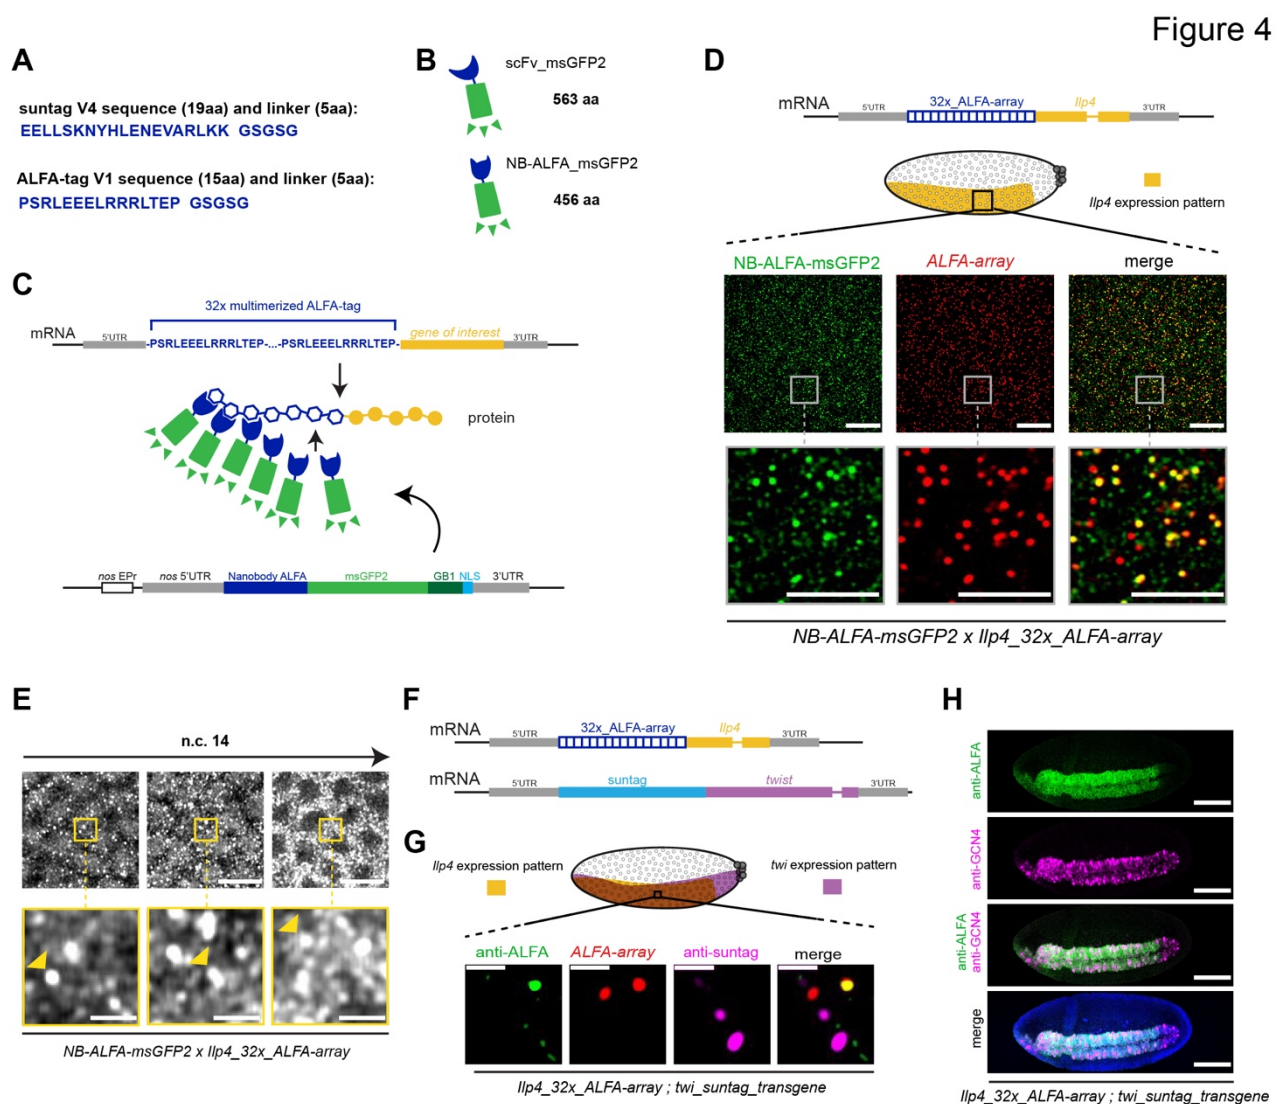 Figure 4
A
suntag V4 sequence (19aa) and linker (5aa):
EELLSKNYHLENEVARLKK GSGSG
ALFA-tag V1 sequence (15aa) and linker (5aa):
PSRLEEELRRRLTEP GSGSG
B
scFv_msGFP2
563 aa
NB-ALFA_msGFP2
456 aa
C
32x multimerized ALFA-tag
mRNA
5'UTR
-PSRLEEELRRRLTEP-...-PSRLEEELRRRLTEP-
gene of interest
3'UTR
protein
nos EPr
nos 5'UTR
Nanobody ALFA
msGFP2
GB1
NLS
3'UTR
D
mRNA
5'UTR
32x_ALFA-array
Ilp4
3'UTR
Ilp4 expression pattern
NB-ALFA-msGFP2
ALFA-array
merge
NB-ALFA-msGFP2 x Ilp4_32x_ALFA-array
E
n.c. 14
NB-ALFA-msGFP2 x Ilp4_32x_ALFA-array
F
mRNA
5'UTR
32x_ALFA-array
Ilp4
3'UTR
mRNA
5'UTR
suntag
twist
3'UTR
G
Ilp4 expression pattern
twi expression pattern
anti-ALFA
ALFA-array
anti-suntag
merge
Ilp4_32x_ALFA-array ; twi_suntag_transgene
H
anti-ALFA
anti-GCN4
anti-ALFA
anti-GCN4
merge
Ilp4_32x_ALFA-array ; twi_suntag_transgene